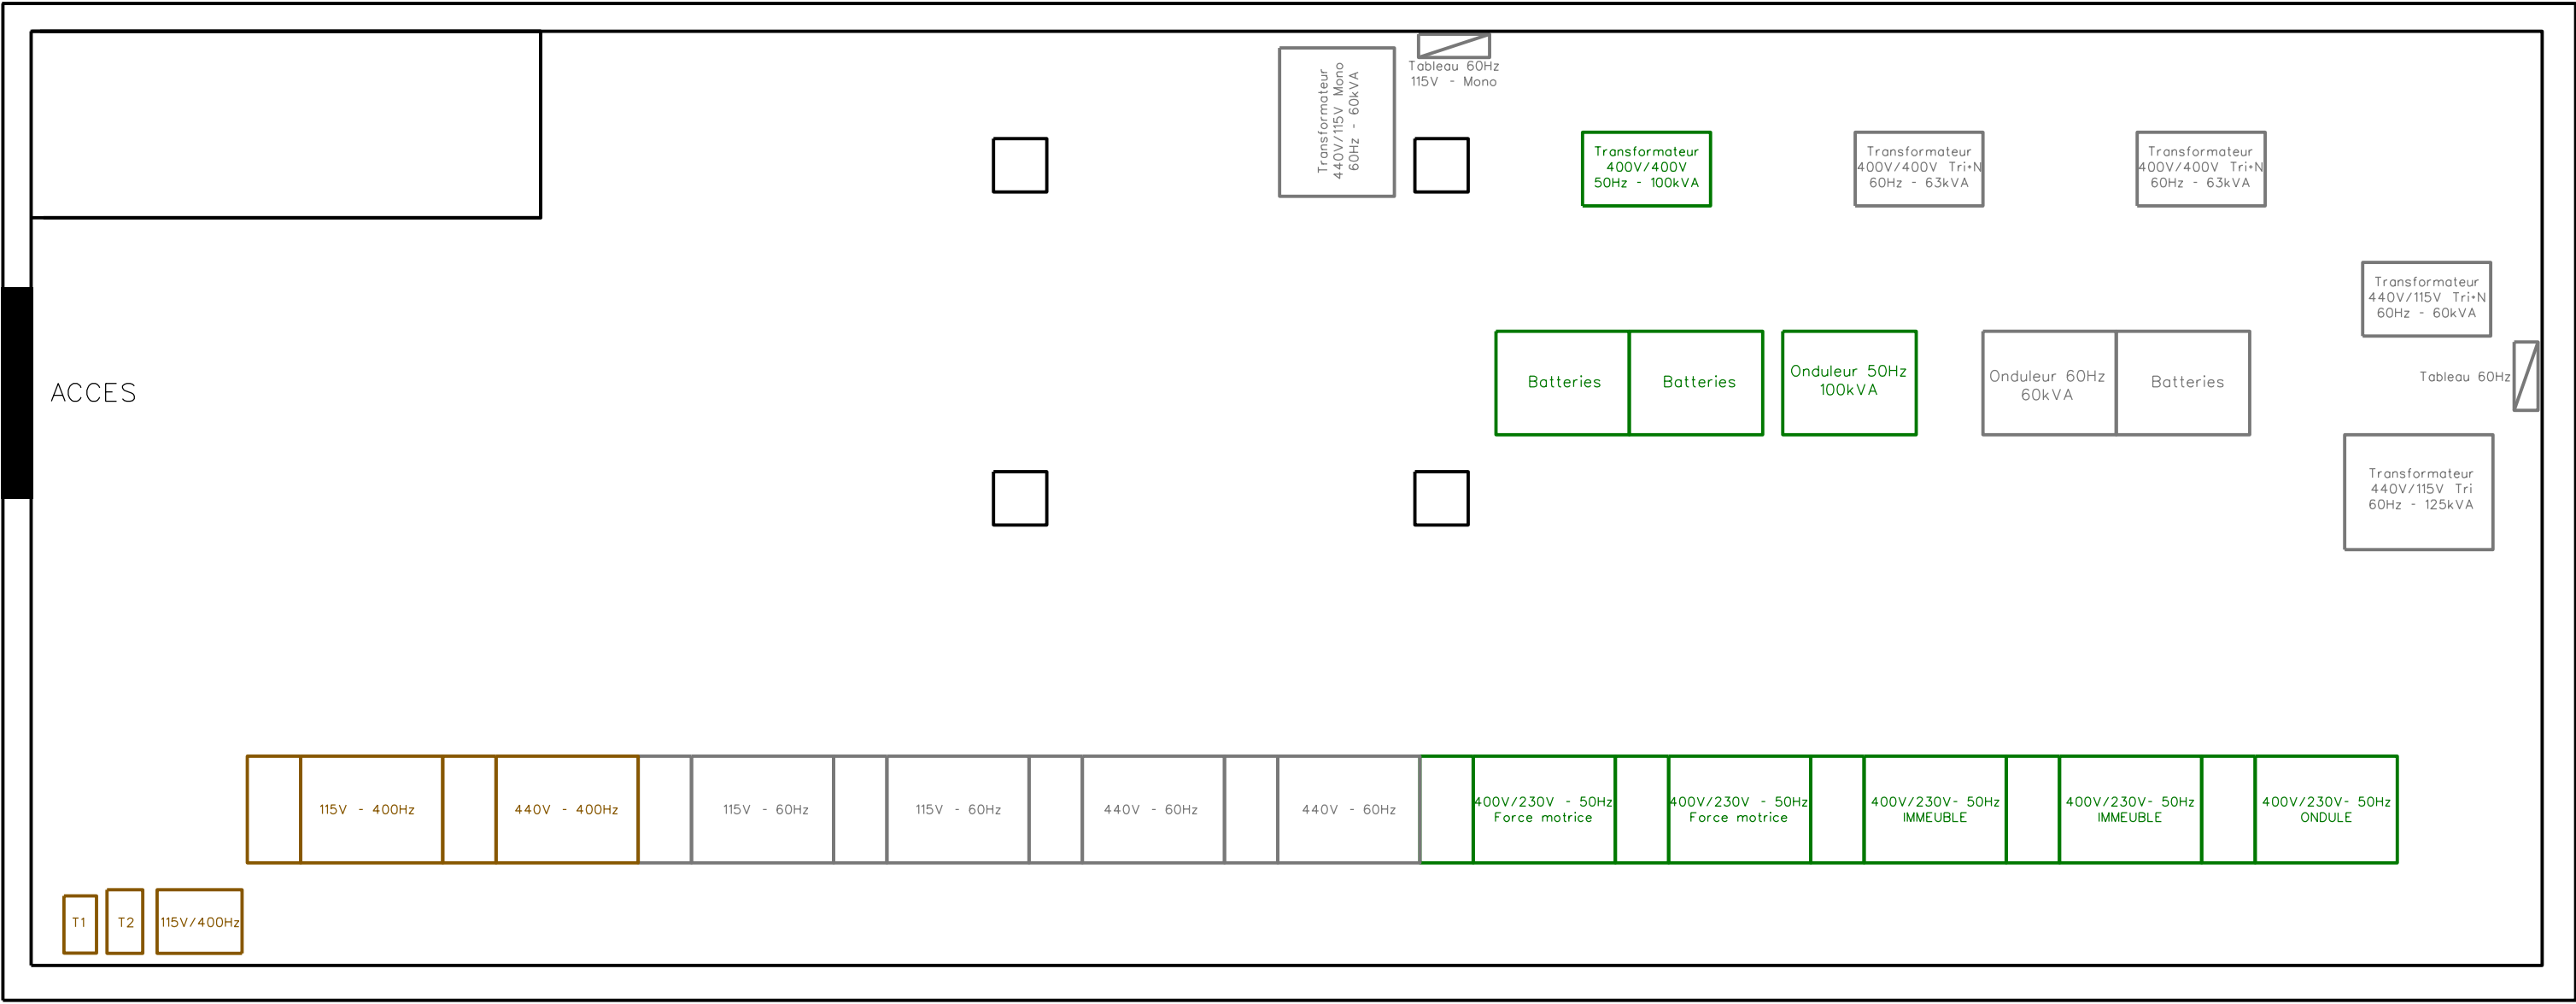 Tableau 60Hz
115V - Mono
Transformateur
440V/115V Mono
60Hz - 60kVA
Transformateur
400V/400V
50Hz - 100kVA
Transformateur
400V/400V Tri+N
60Hz - 63kVA
Transformateur
400V/400V Tri+N
60Hz - 63kVA
Transformateur
440V/115V Tri+N
60Hz - 60kVA
ACCES
Batteries
Batteries
Onduleur 50Hz
100kVA
Onduleur 60Hz
60kVA
Batteries
Tableau 60Hz
Transformateur
440V/115V Tri
60Hz - 125kVA
115V - 400Hz
440V - 400Hz
115V - 60Hz
115V - 60Hz
440V - 60Hz
440V - 60Hz
400V/230V - 50Hz
Force motrice
400V/230V - 50Hz
Force motrice
400V/230V- 50Hz
IMMEUBLE
400V/230V- 50Hz
IMMEUBLE
400V/230V- 50Hz
ONDULE
T1
T2
115V/400Hz